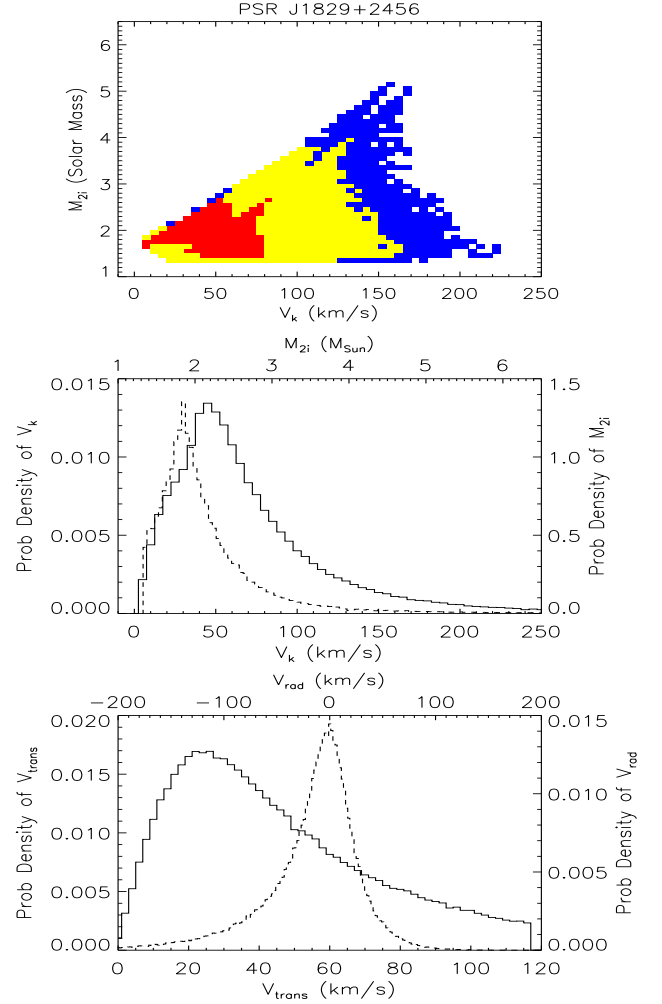 PSR J1829+2456
6
5
4
3
2
1
M2i (Solar Mass)
0 50 100 150 200 250
Vk (km/s)
M2i (MSun)
1 2 3 4 5 6
0.015 1.5
0.010 1.0
0.005 0.5
0.000 0.0
Prob Density of Vk
Prob Density of M2i
0 50 100 150 200 250
Vk (km/s)
Vrad (km/s)
−200 −100 0 100 200
0.020 0.015
0.015
0.010
0.010
0.005
0.005
0.000 0.000
Prob Density of Vtrans
Prob Density of Vrad
0 20 40 60 80 100 120
Vtrans (km/s)